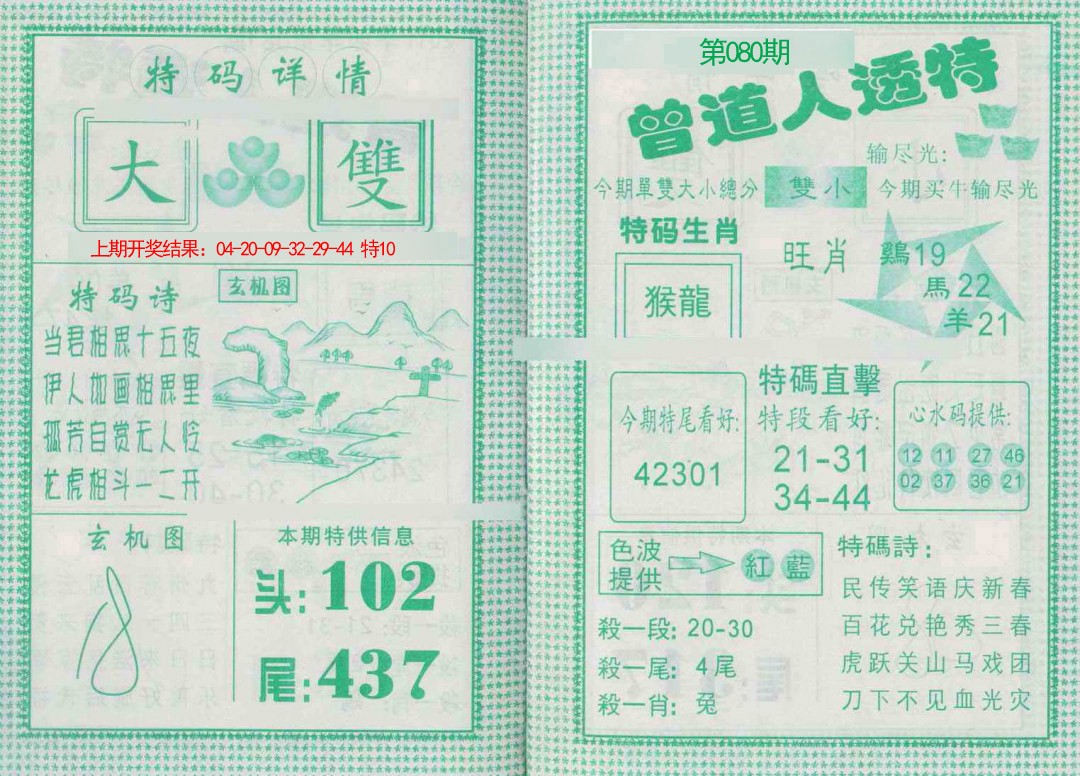 特码详情
大 雙
上期开奖结果：04-20-09-32-29-44 特10
特码诗
当君相思十五夜
伊人如画相思里
孤芳自赏无人怜
龙虎相斗一二开
玄机图
玄机图
本期特供信息
头:102
尾:437
第080期
曾道人透特
输尽光:
今期單雙大小總分 雙小 今期买牛输尽光
特码生肖
猴龍
旺肖
鷄19
馬22
羊21
今期特尾看好:
42301
特碼直擊
特段看好:
21-31
34-44
心水码提供:
12 11 27 46
02 37 36 21
色波提供 紅 藍
殺一段: 20-30
殺一尾: 4尾
殺一肖: 兔
特碼詩:
民传笑语庆新春
百花兑艳秀三春
虎跃关山马戏团
刀下不见血光灾